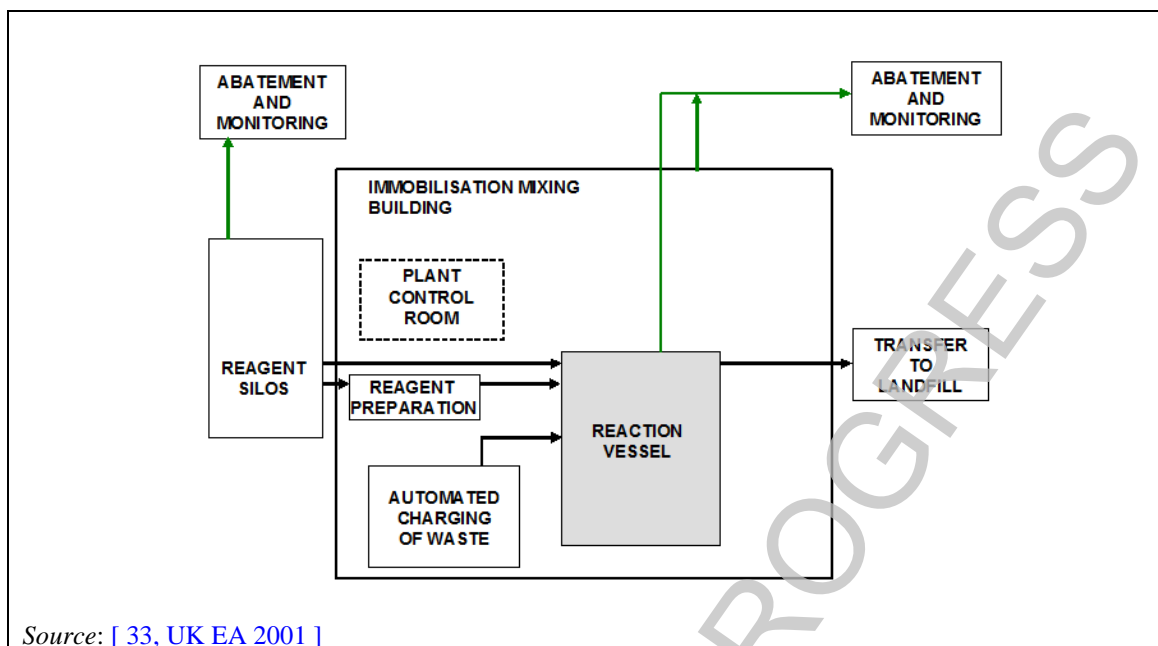 ABATEMENT
AND
MONITORING
ABATEMENT
AND
MONITORING
IMMOBILISATION MIXING
BUILDING
PLANT
CONTROL
ROOM
REAGENT
SILOS
REAGENT
PREPARATION
REACTION
VESSEL
TRANSFER
TO
LANDFILL
AUTOMATED
CHARGING
OF WASTE
Source: [ 33, UK EA 2001 ]
ROGRESS